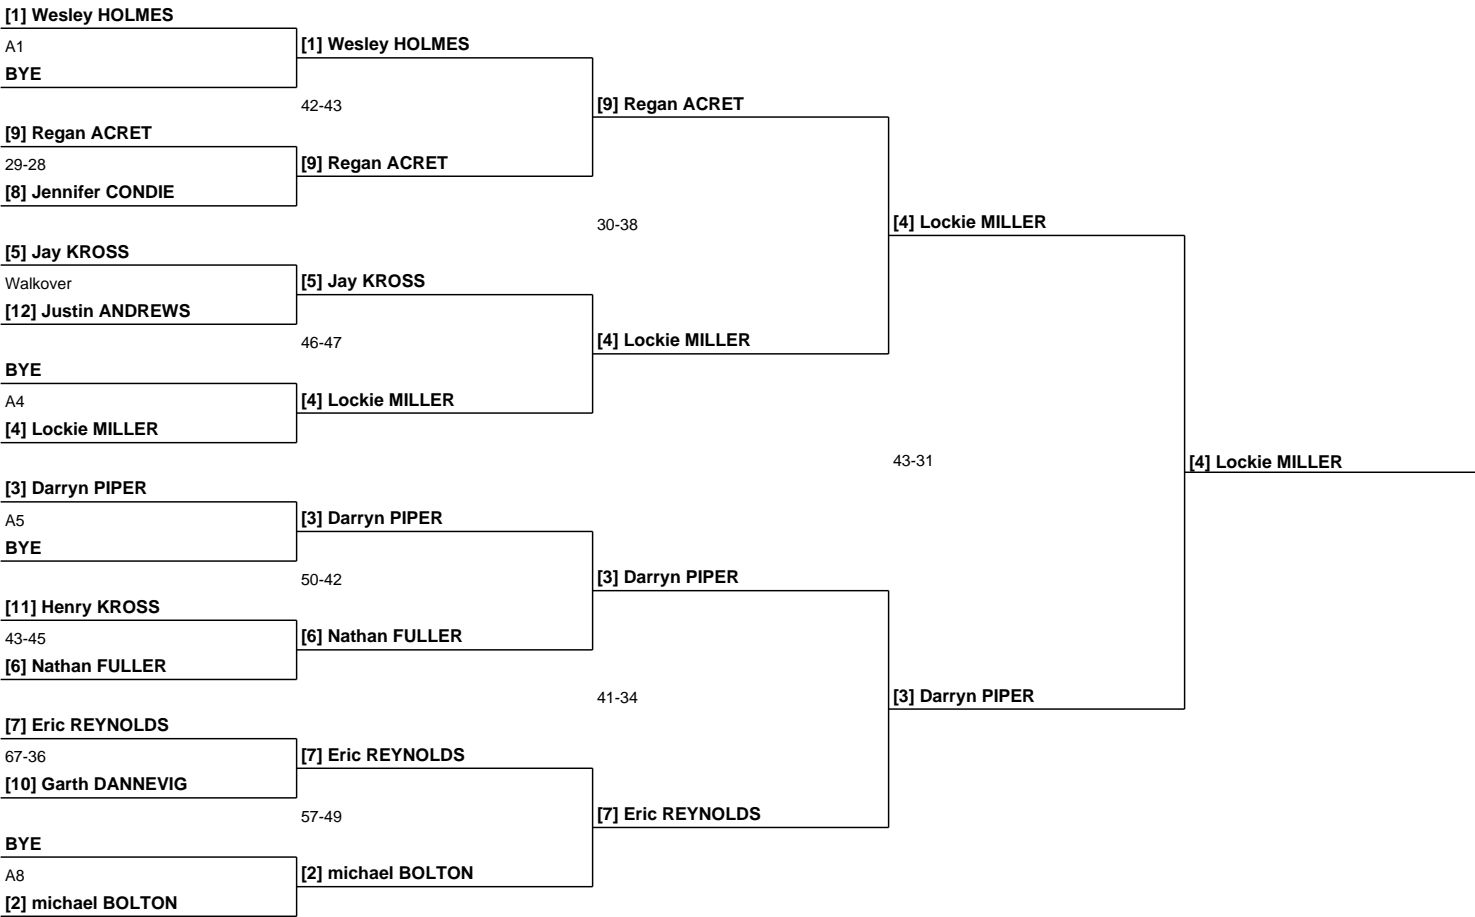 [1] Wesley HOLMES
A1
BYE
[1] Wesley HOLMES
42-43
[9] Regan ACRET
29-28
[8] Jennifer CONDIE
[9] Regan ACRET
[9] Regan ACRET
30-38
[5] Jay KROSS
Walkover
[12] Justin ANDREWS
[5] Jay KROSS
46-47
BYE
A4
[4] Lockie MILLER
[4] Lockie MILLER
[4] Lockie MILLER
[4] Lockie MILLER
43-31
[4] Lockie MILLER
[3] Darryn PIPER
A5
BYE
[3] Darryn PIPER
50-42
[11] Henry KROSS
43-45
[6] Nathan FULLER
[6] Nathan FULLER
[3] Darryn PIPER
41-34
[7] Eric REYNOLDS
67-36
[10] Garth DANNEVIG
[7] Eric REYNOLDS
57-49
BYE
A8
[2] michael BOLTON
[2] michael BOLTON
[7] Eric REYNOLDS
[3] Darryn PIPER